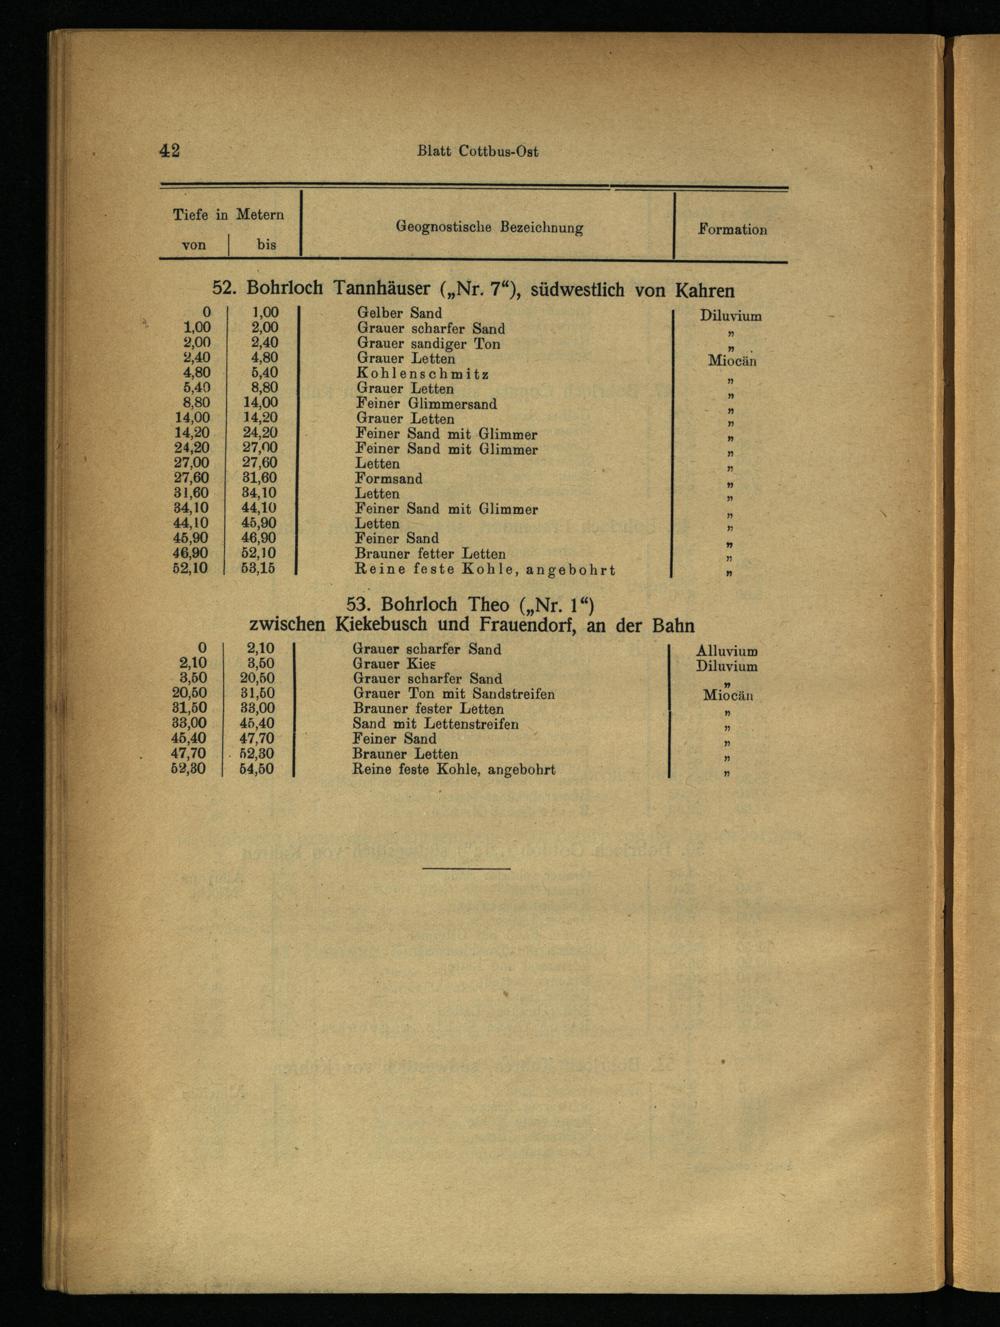 42 Blatt Cottbus-Ost
Tiefe in Metern Geognostische Bezeichnung Formation
von bis
52. Bohrloch Tannhäuser („Nr. 7“), südwestlich von Kahren
0 1,00 Gelber Sand Diluvium
1,00 2,00 Grauer scharfer Sand „
2,00 2,40 Grauer sandiger Ton „
2,40 4,80 Grauer Letten Miocän
4,80 5,40 Kohlenschmitz „
5,40 8,80 Grauer Letten „
8,80 14,00 Feiner Glimmersand „
14,00 14,20 Grauer Letten „
14,20 24,20 Feiner Sand mit Glimmer „
24,20 27,00 Feiner Sand mit Glimmer „
27,00 27,60 Letten „
27,60 31,60 Formsand „
31,60 34,10 Letten „
34,10 44,10 Feiner Sand mit Glimmer „
44,10 45,90 Letten „
45,90 46,90 Feiner Sand „
46,90 52,10 Brauner fetter Letten „
52,10 53,15 Reine feste Kohle, angebohrt „
53. Bohrloch Theo („Nr. 1“)
zwischen Kiekebusch und Frauendorf, an der Bahn
0 2,10 Grauer scharfer Sand Alluvium
2,10 3,50 Grauer Kies Diluvium
3,50 20,50 Grauer scharfer Sand „
20,50 31,50 Grauer Ton mit Sandstreifen Miocän
31,50 33,00 Brauner fester Letten „
33,00 45,40 Sand mit Lettenstreifen „
45,40 47,70 Feiner Sand „
47,70 52,30 Brauner Letten „
52,30 54,50 Reine feste Kohle, angebohrt „